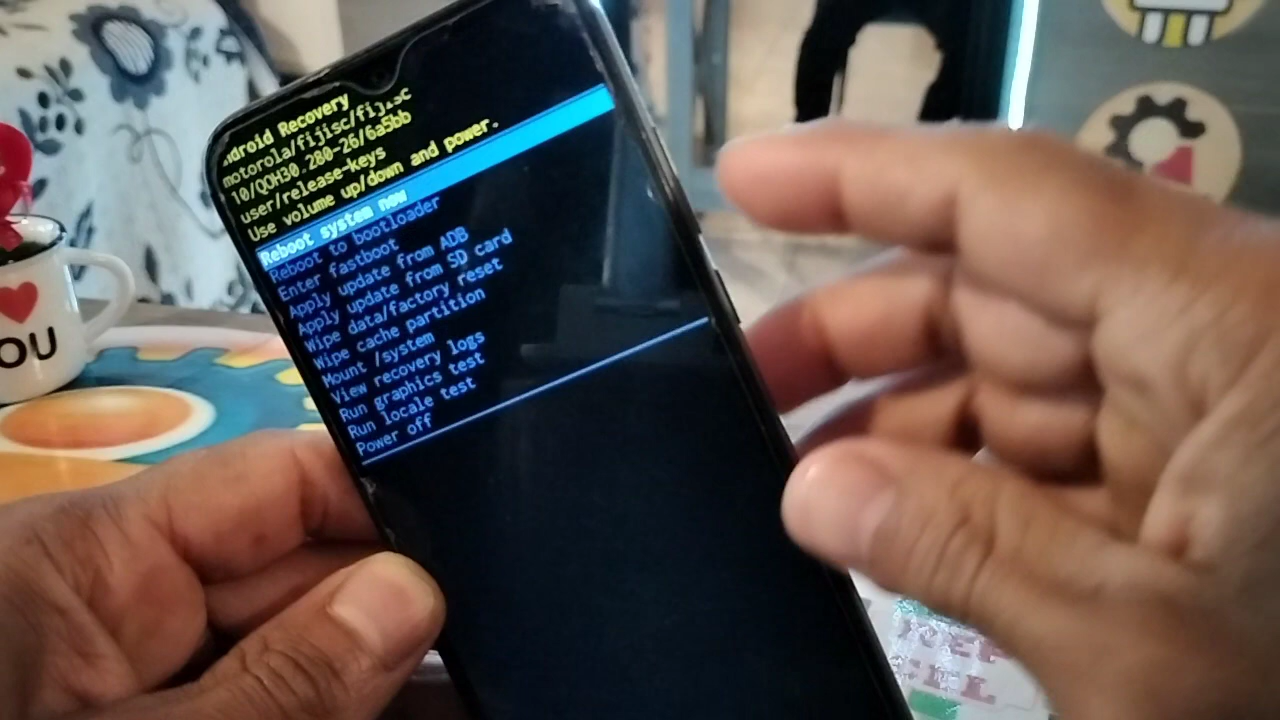 Android Recovery
motorola/fijisc/fijisc
10/QOH30.280-26/6a5bb
user/release-keys
Use volume up/down and power.
Reboot system now
Reboot to bootloader
Enter fastboot
Apply update from ADB
Apply update from SD card
Wipe data/factory reset
Wipe cache partition
Mount /system
View recovery logs
Run graphics test
Run locale test
Power off
OU